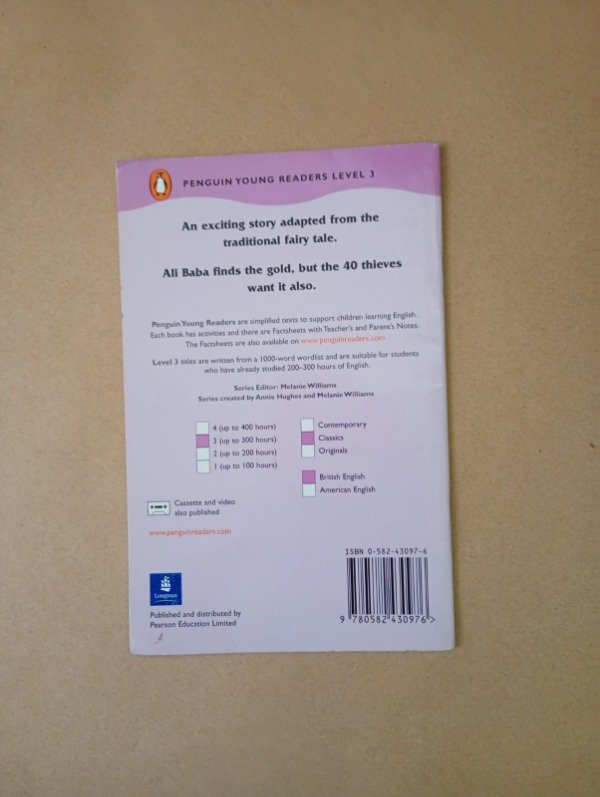 PENGUIN YOUNG READERS LEVEL 3
An exciting story adapted from the
traditional fairy tale.
Ali Baba finds the gold, but the 40 thieves
want it also.
Penguin Young Readers are simplified texts to support children learning English.
Each book has activities and there are Factsheets with Teacher's and Parent's Notes.
The Factsheets are also available on www.penguinreaders.com
Level 3 titles are written from a 1000-word wordlist and are suitable for students
who have already studied 200-300 hours of English.
Series Editor: Melanie Williams
Series created by Annie Hughes and Melanie Williams
4 (up to 400 hours)
3 (up to 300 hours)
2 (up to 200 hours)
1 (up to 100 hours)
Contemporary
Classics
Originals
British English
American English
Cassette and video
also published
www.penguinreaders.com
Longman
Published and distributed by
Pearson Education Limited
ISBN 0-582-43097-6
9 780582 430976 >